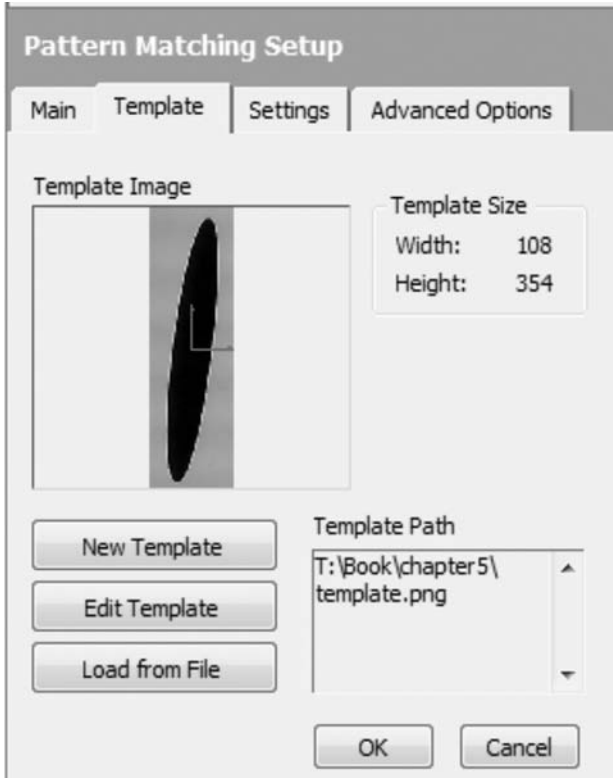 Pattern Matching Setup
Main Template Settings Advanced Options
Template Image
Template Size
Width: 108
Height: 354
New Template
Edit Template
Load from File
Template Path
T:\Book\chapter5\
template.png
OK Cancel